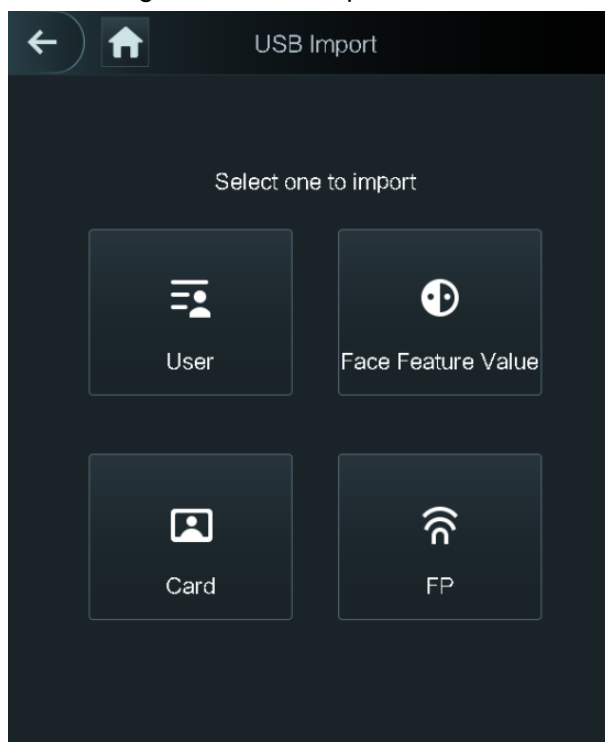 USB Import
Select one to import
User
Face Feature Value
Card
FP